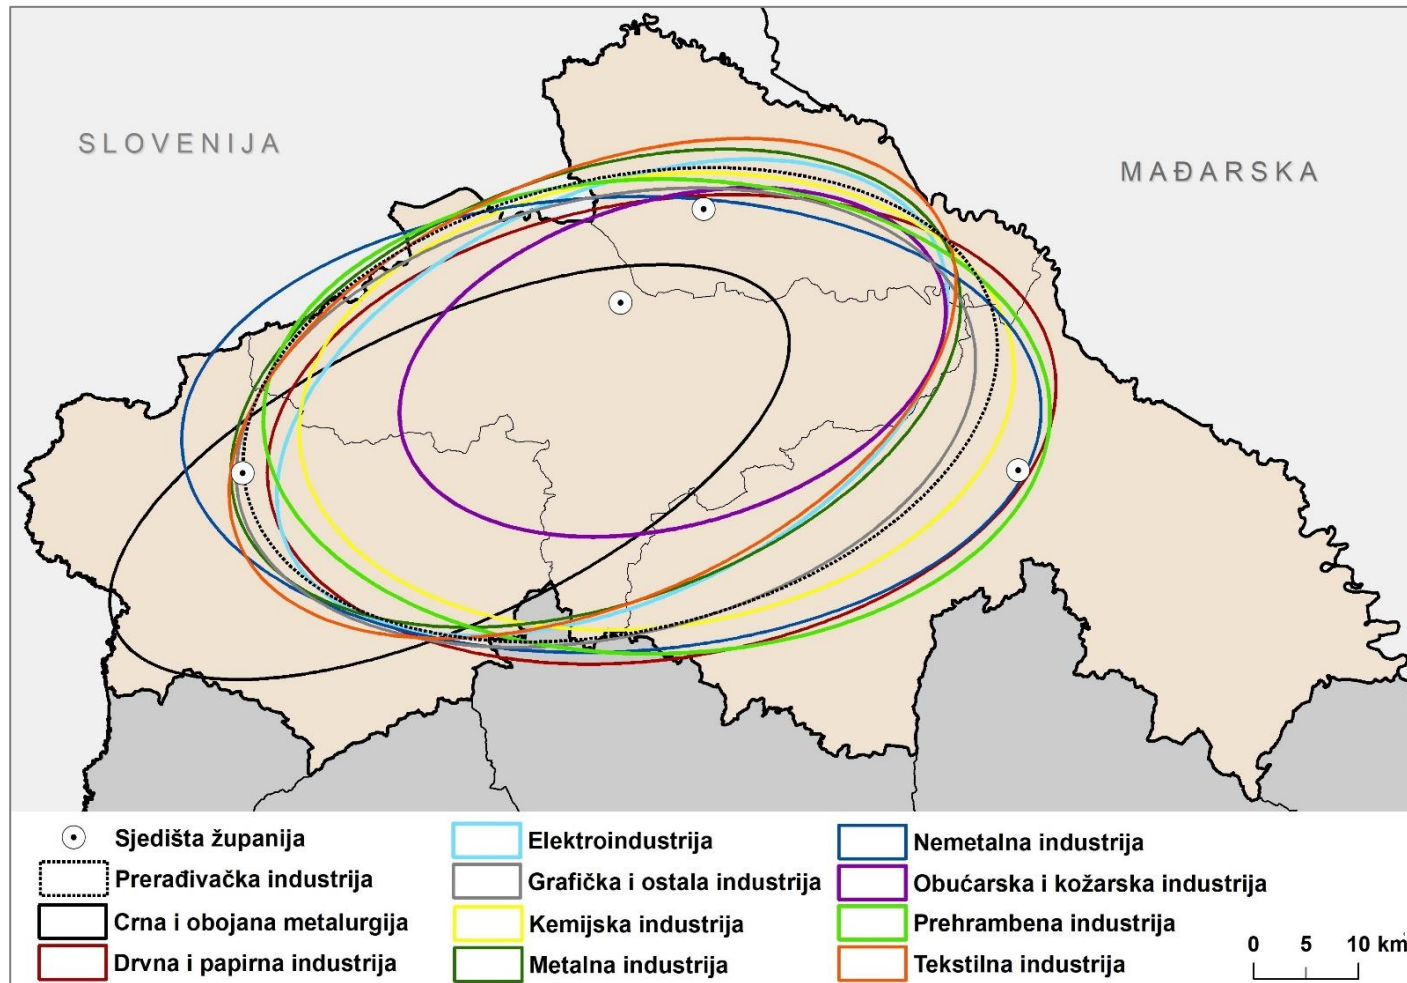 SLOVENIJA
MAĐARSKA
Sjedišta županija
Prerađivačka industrija
Crna i obojana metalurgija
Drvna i papirna industrija
Elektroindustrija
Grafička i ostala industrija
Kemijska industrija
Metalna industrija
Nemetalna industrija
Obućarska i kožarska industrija
Prehrambena industrija
Tekstilna industrija
0 5 10 km